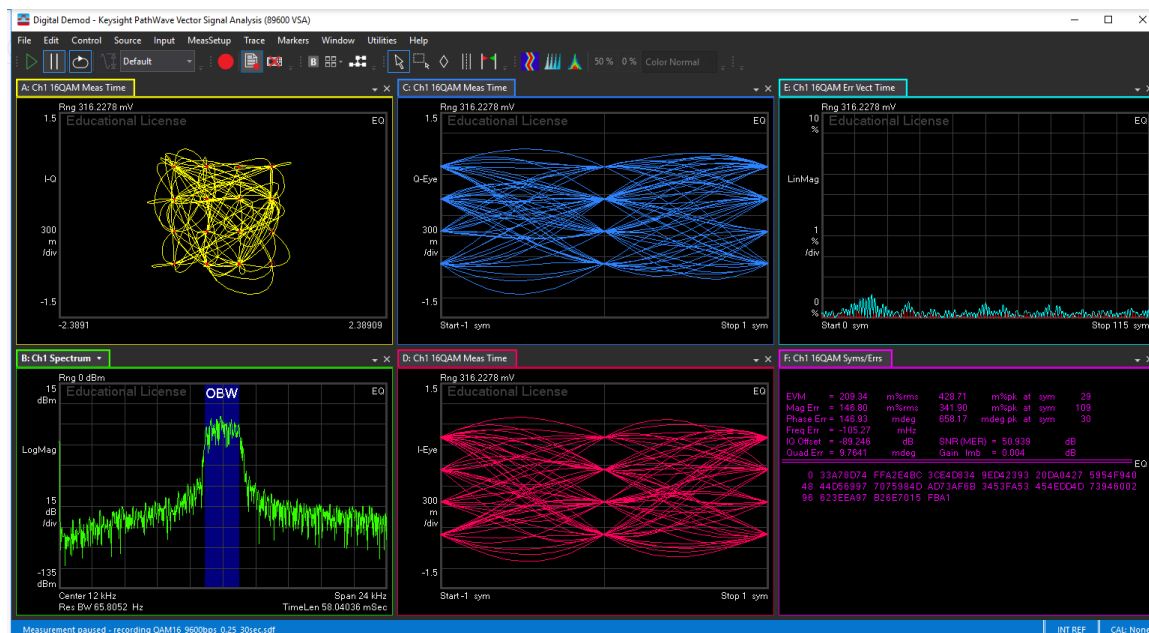 Digital Demod - Keysight PathWave Vector Signal Analysis (89600 VSA)
File Edit Control Source Input MeasSetup Trace Markers Window Utilities Help
Default B 50 % 0 % Color Normal
A: Ch1 16QAM Meas Time
Rng 316.2278 mV
1.5 Educational License EQ
I-Q
300
m
/div
-1.5
-2.3891 2.38909
C: Ch1 16QAM Meas Time
Rng 316.2278 mV
1.5 Educational License EQ
Q-Eye
300
m
/div
-1.5
Start -1 sym Stop 1 sym
E: Ch1 16QAM Err Vect Time
Rng 316.2278 mV
10 Educational License EQ
%
LinMag
1
%
/div
0
%
Start 0 sym Stop 115 sym
B: Ch1 Spectrum
Rng 0 dBm
15 Educational License OBW EQ
dBm
LogMag
15
dB
/div
-135
dBm
Center 12 kHz Span 24 kHz
Res BW 65.8052 Hz TimeLen 58.04036 mSec
D: Ch1 16QAM Meas Time
Rng 316.2278 mV
1.5 Educational License EQ
I-Eye
300
m
/div
-1.5
Start -1 sym Stop 1 sym
F: Ch1 16QAM Syms/Errs
EVM = 209.34 m%rms 428.71 m%pk at sym 29
Mag Err = 146.80 m%rms 341.90 m%pk at sym 109
Phase Err = 146.93 mdeg 658.17 mdeg pk at sym 30
Freq Err = -105.27 mHz
IQ Offset = -89.246 dB SNR(MER) = 50.939 dB
Quad Err = 9.7641 mdeg Gain Imb = 0.004 dB
EQ
0 33A78D74 FFA2E4BC 3CE4D834 9ED42393 20DA0427 5954F940
48 44D56897 7075984D AD73AF6B 3453FA53 454EDD4D 73946002
96 623EEA97 B26E7015 FBA1
Measurement paused - recording QAM16_9600bps_0.25_30sec.sdf INT REF CAL: None